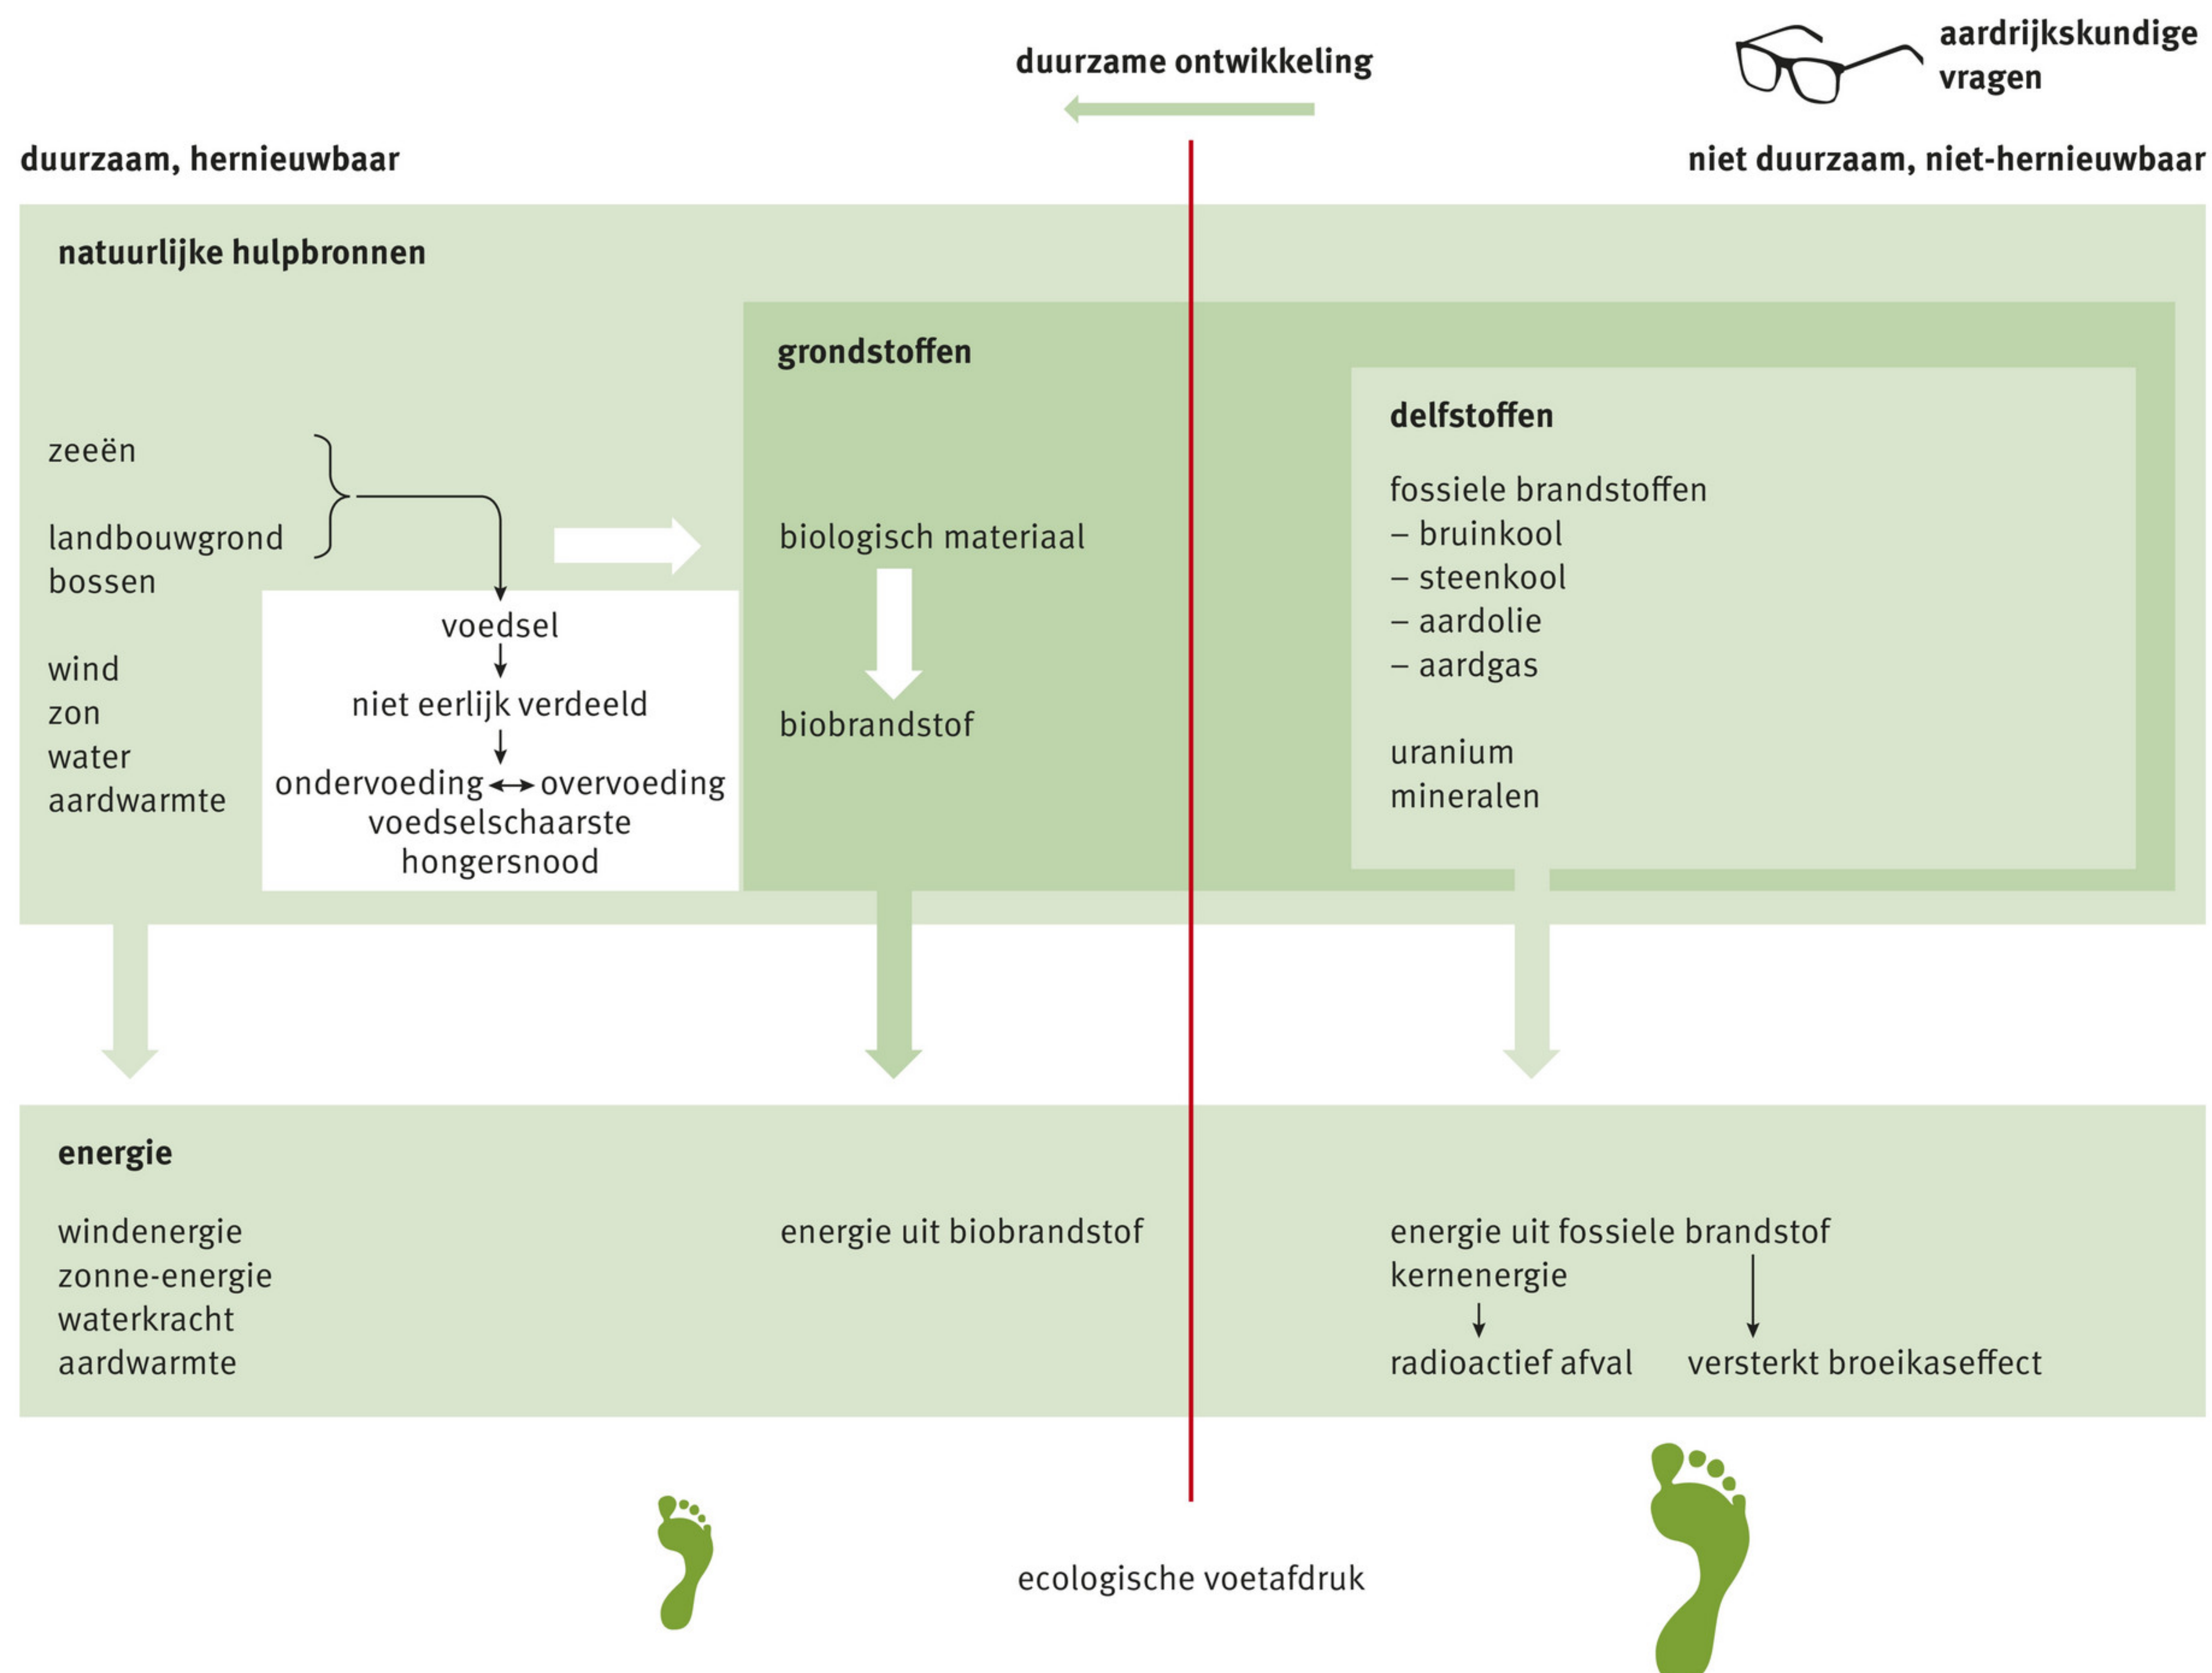 duurzame ontwikkeling
aardrijkskundige
vragen
duurzaam, hernieuwbaar
niet duurzaam, niet-hernieuwbaar
natuurlijke hulpbronnen
zeeën
landbouwgrond
bossen
wind
zon
water
aardwarmte
voedsel
niet eerlijk verdeeld
ondervoeding overvoeding
voedselschaarste
hongersnood
grondstoffen
biologisch materiaal
biobrandstof
delfstoffen
fossiele brandstoffen
– bruinkool
– steenkool
– aardolie
– aardgas
uranium
mineralen
energie
windenergie
zonne-energie
waterkracht
aardwarmte
energie uit biobrandstof
energie uit fossiele brandstof
kernenergie
radioactief afval
versterkt broeikaseffect
ecologische voetafdruk